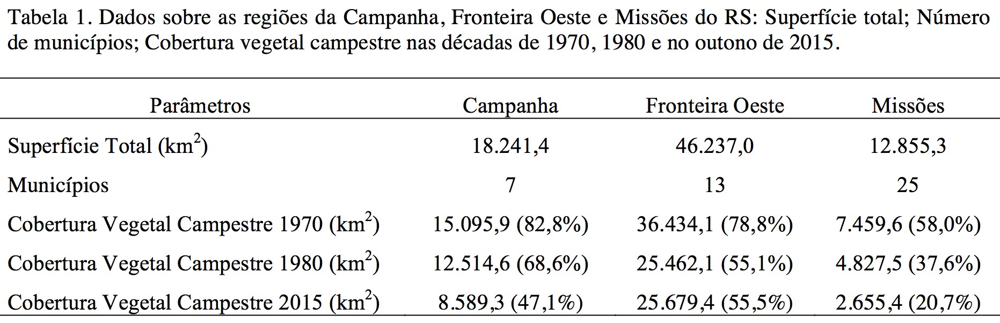 Tabela 1. Dados sobre as regiões da Campanha, Fronteira Oeste e Missões do RS: Superfície total; Número
de municípios; Cobertura vegetal campestre nas décadas de 1970, 1980 e no outono de 2015.
Parâmetros Campanha Fronteira Oeste Missões
Superfície Total (km²) 18.241,4 46.237,0 12.855,3
Municípios 7 13 25
Cobertura Vegetal Campestre 1970 (km²) 15.095,9 (82,8%) 36.434,1 (78,8%) 7.459,6 (58,0%)
Cobertura Vegetal Campestre 1980 (km²) 12.514,6 (68,6%) 25.462,1 (55,1%) 4.827,5 (37,6%)
Cobertura Vegetal Campestre 2015 (km²) 8.589,3 (47,1%) 25.679,4 (55,5%) 2.655,4 (20,7%)